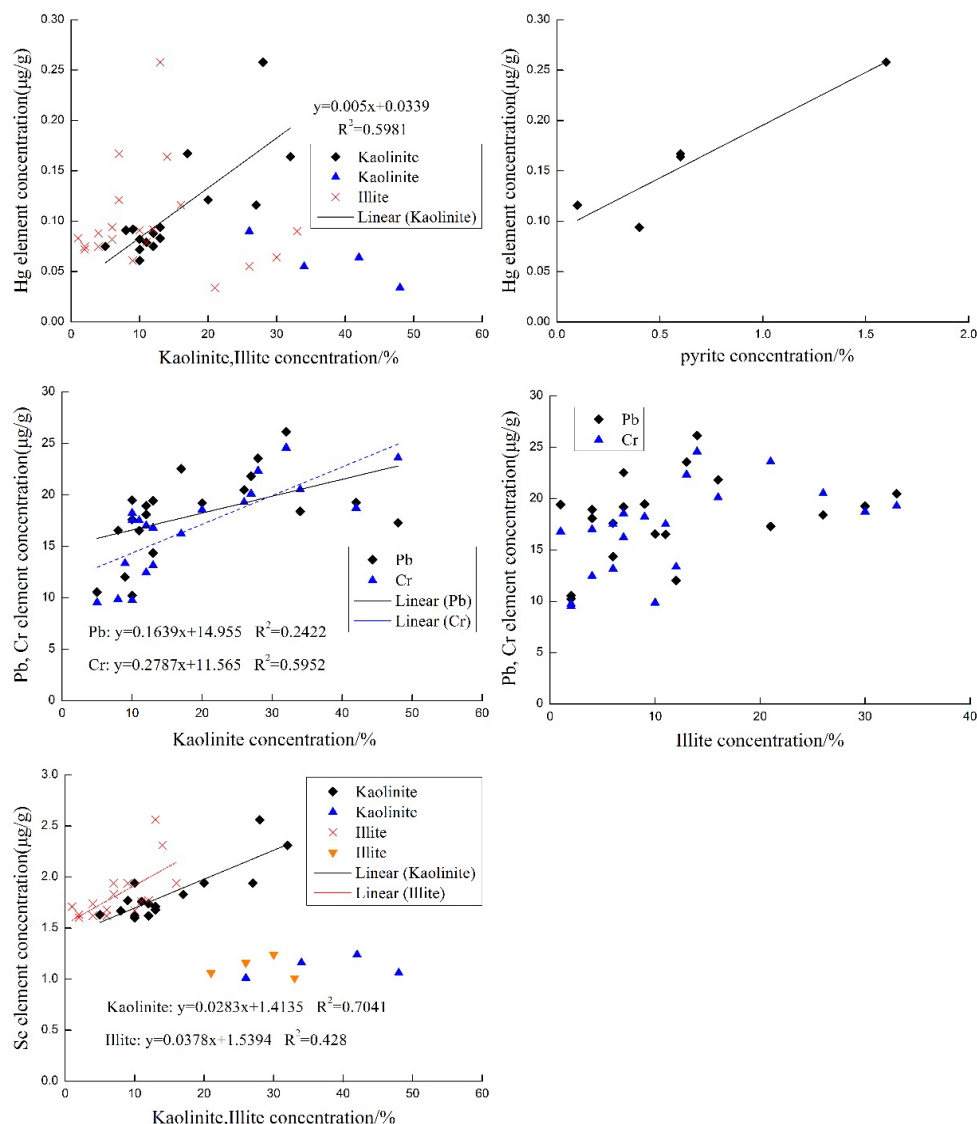 0.30
0.25
0.20
0.15
0.10
0.05
0.00
Hg element concentration(μg/g)
y=0.005x+0.0339
R²=0.5981
Kaolinite
Kaolinite
Illite
Linear (Kaolinite)
0 10 20 30 40 50 60
Kaolinite,Illite concentration/%
0.30
0.25
0.20
0.15
0.10
0.05
0.00
Hg element concentration(μg/g)
0.0 0.5 1.0 1.5 2.0
pyrite concentration/%
30
25
20
15
10
5
0
Pb, Cr element concentration(μg/g)
Pb
Cr
Linear (Pb)
Linear (Cr)
Pb: y=0.1639x+14.955 R²=0.2422
Cr: y=0.2787x+11.565 R²=0.5952
0 10 20 30 40 50 60
Kaolinite concentration/%
30
25
20
15
10
5
0
Pb, Cr element concentration(μg/g)
Pb
Cr
0 10 20 30 40
Illite concentration/%
3.0
2.5
2.0
1.5
1.0
0.5
0.0
Se element concentration(μg/g)
Kaolinite
Kaolinite
Illite
Illite
Linear (Kaolinite)
Linear (Illite)
Kaolinite: y=0.0283x+1.4135 R²=0.7041
Illite: y=0.0378x+1.5394 R²=0.428
0 10 20 30 40 50 60
Kaolinite,Illite concentration/%